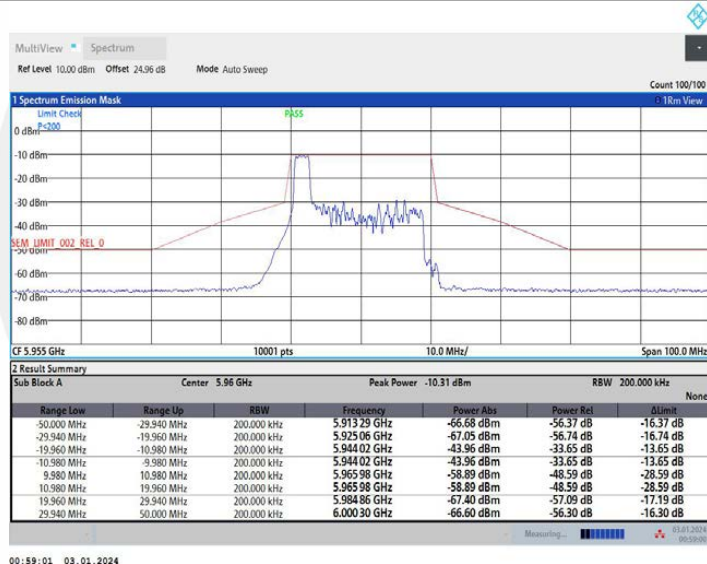 MultiView Spectrum
Ref Level 10.00 dBm Offset 24.96 dB Mode Auto Sweep
Count 100/100
1 Spectrum Emission Mask 1Rm View
Limit Check PASS
P<200
0 dBm
-10 dBm
-20 dBm
-30 dBm
-40 dBm
SEM_LIMIT_002_REL_0
-50 dBm
-60 dBm
-70 dBm
-80 dBm
CF 5.955 GHz 10001 pts 10.0 MHz/ Span 100.0 MHz
2 Result Summary
Sub Block A Center 5.96 GHz Peak Power -10.31 dBm RBW 200.000 kHz
None
Range Low Range Up RBW Frequency Power Abs Power Rel ΔLimit
-50.000 MHz -29.940 MHz 200.000 kHz 5.913 29 GHz -66.68 dBm -56.37 dB -16.37 dB
-29.940 MHz -19.960 MHz 200.000 kHz 5.925 06 GHz -67.05 dBm -56.74 dB -16.74 dB
-19.960 MHz -10.980 MHz 200.000 kHz 5.944 02 GHz -43.96 dBm -33.65 dB -13.65 dB
-10.980 MHz -9.980 MHz 200.000 kHz 5.944 02 GHz -43.96 dBm -33.65 dB -13.65 dB
9.980 MHz 10.980 MHz 200.000 kHz 5.965 98 GHz -58.89 dBm -48.59 dB -28.59 dB
10.980 MHz 19.960 MHz 200.000 kHz 5.965 98 GHz -58.89 dBm -48.59 dB -28.59 dB
19.960 MHz 29.940 MHz 200.000 kHz 5.984 86 GHz -67.40 dBm -57.09 dB -17.19 dB
29.940 MHz 50.000 MHz 200.000 kHz 6.000 30 GHz -66.60 dBm -56.30 dB -16.30 dB
Measuring... 03.01.2024
00:59:00
00:59:01 03.01.2024